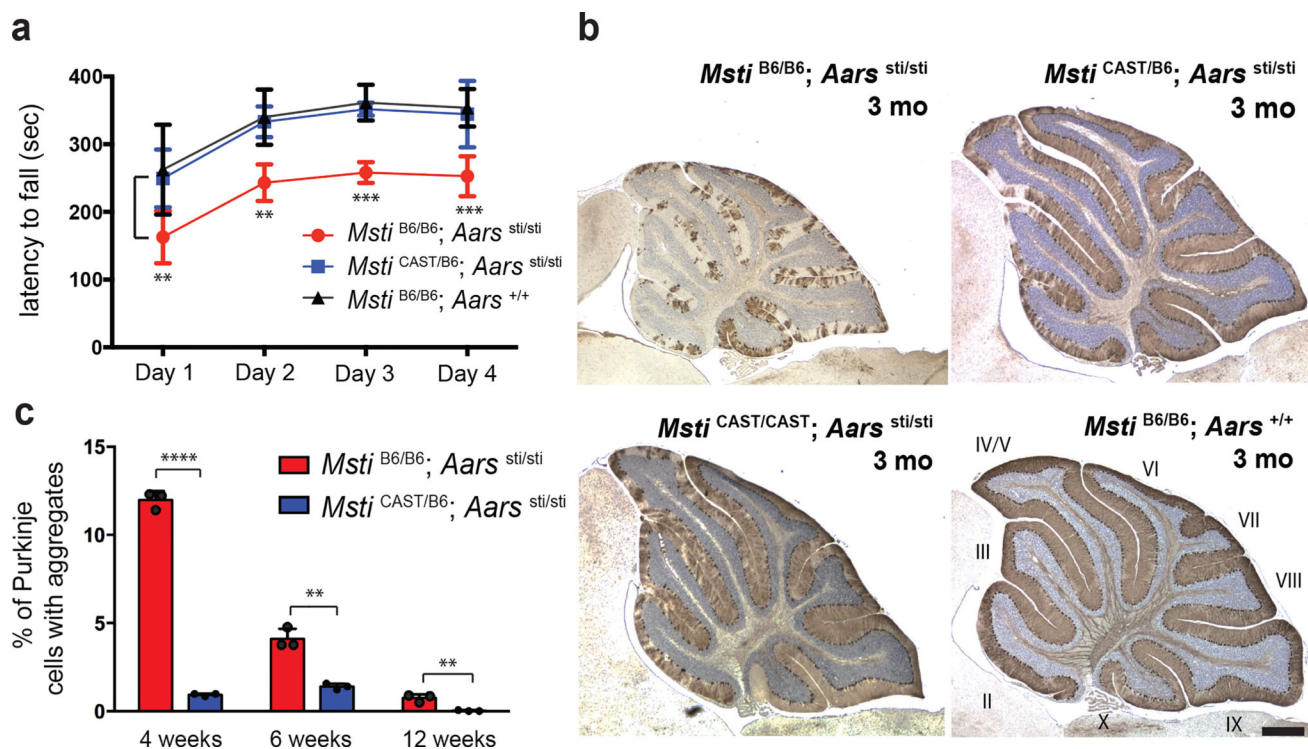 a
latency to fall (sec)
400
300
200
100
0
**
**
***
***
Day 1 Day 2 Day 3 Day 4
Msti B6/B6; Aars sti/sti
Msti CAST/B6; Aars sti/sti
Msti B6/B6; Aars +/+
b
Msti B6/B6; Aars sti/sti
3 mo
Msti CAST/B6; Aars sti/sti
3 mo
Msti CAST/CAST; Aars sti/sti
3 mo
Msti B6/B6; Aars +/+
3 mo
IV/V
VI
VII
III
VIII
II
X
IX
c
% of Purkinje
cells with aggregates
15
10
5
0
****
**
**
Msti B6/B6; Aars sti/sti
Msti CAST/B6; Aars sti/sti
4 weeks 6 weeks 12 weeks